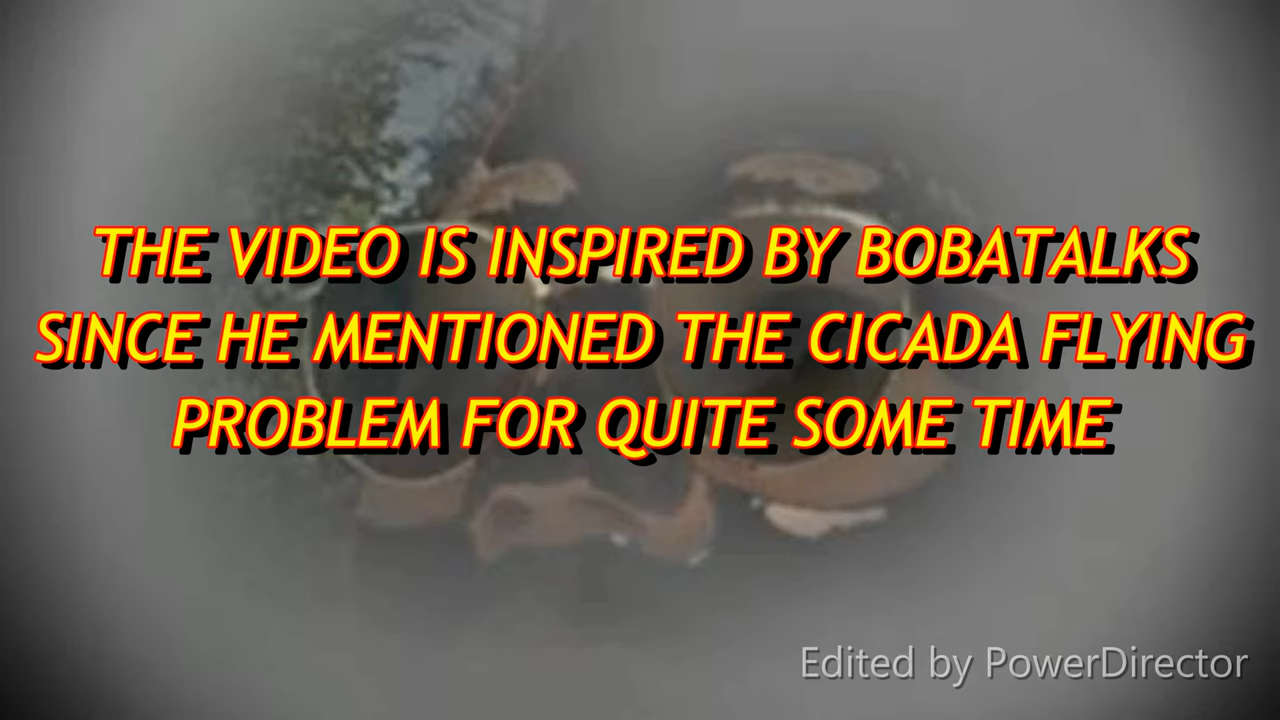 THE VIDEO IS INSPIRED BY BOBATALKS
SINCE HE MENTIONED THE CICADA FLYING
PROBLEM FOR QUITE SOME TIME
Edited by PowerDirector